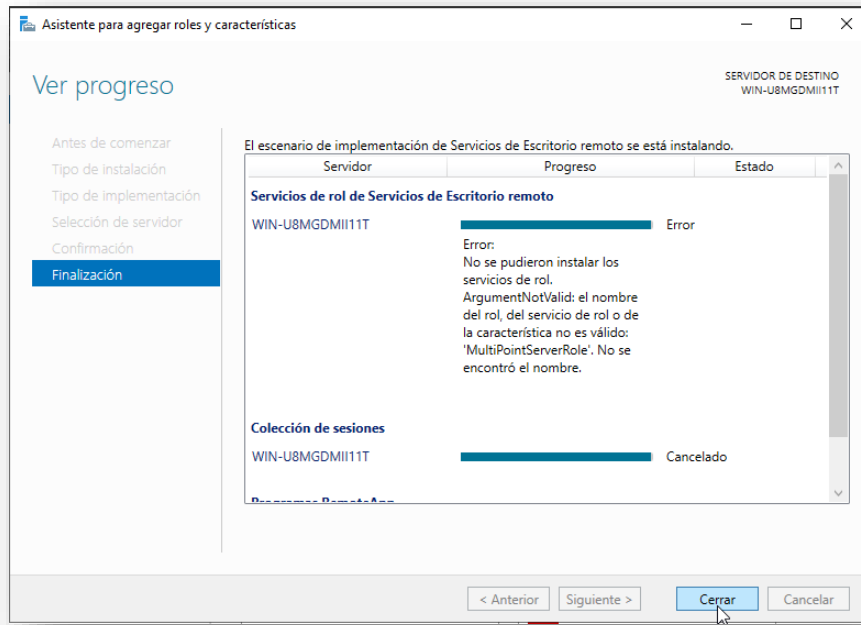 Asistente para agregar roles y características
Ver progreso
SERVIDOR DE DESTINO
WIN-U8MGDMII11T
Antes de comenzar
Tipo de instalación
Tipo de implementación
Selección de servidor
Confirmación
Finalización
El escenario de implementación de Servicios de Escritorio remoto se está instalando.
Servidor Progreso Estado
Servicios de rol de Servicios de Escritorio remoto
WIN-U8MGDMII11T Error
Error:
No se pudieron instalar los
servicios de rol.
ArgumentNotValid: el nombre
del rol, del servicio de rol o de
la característica no es válido:
'MultiPointServerRole'. No se
encontró el nombre.
Colección de sesiones
WIN-U8MGDMII11T Cancelado
Programas RemoteApp
< Anterior Siguiente > Cerrar Cancelar